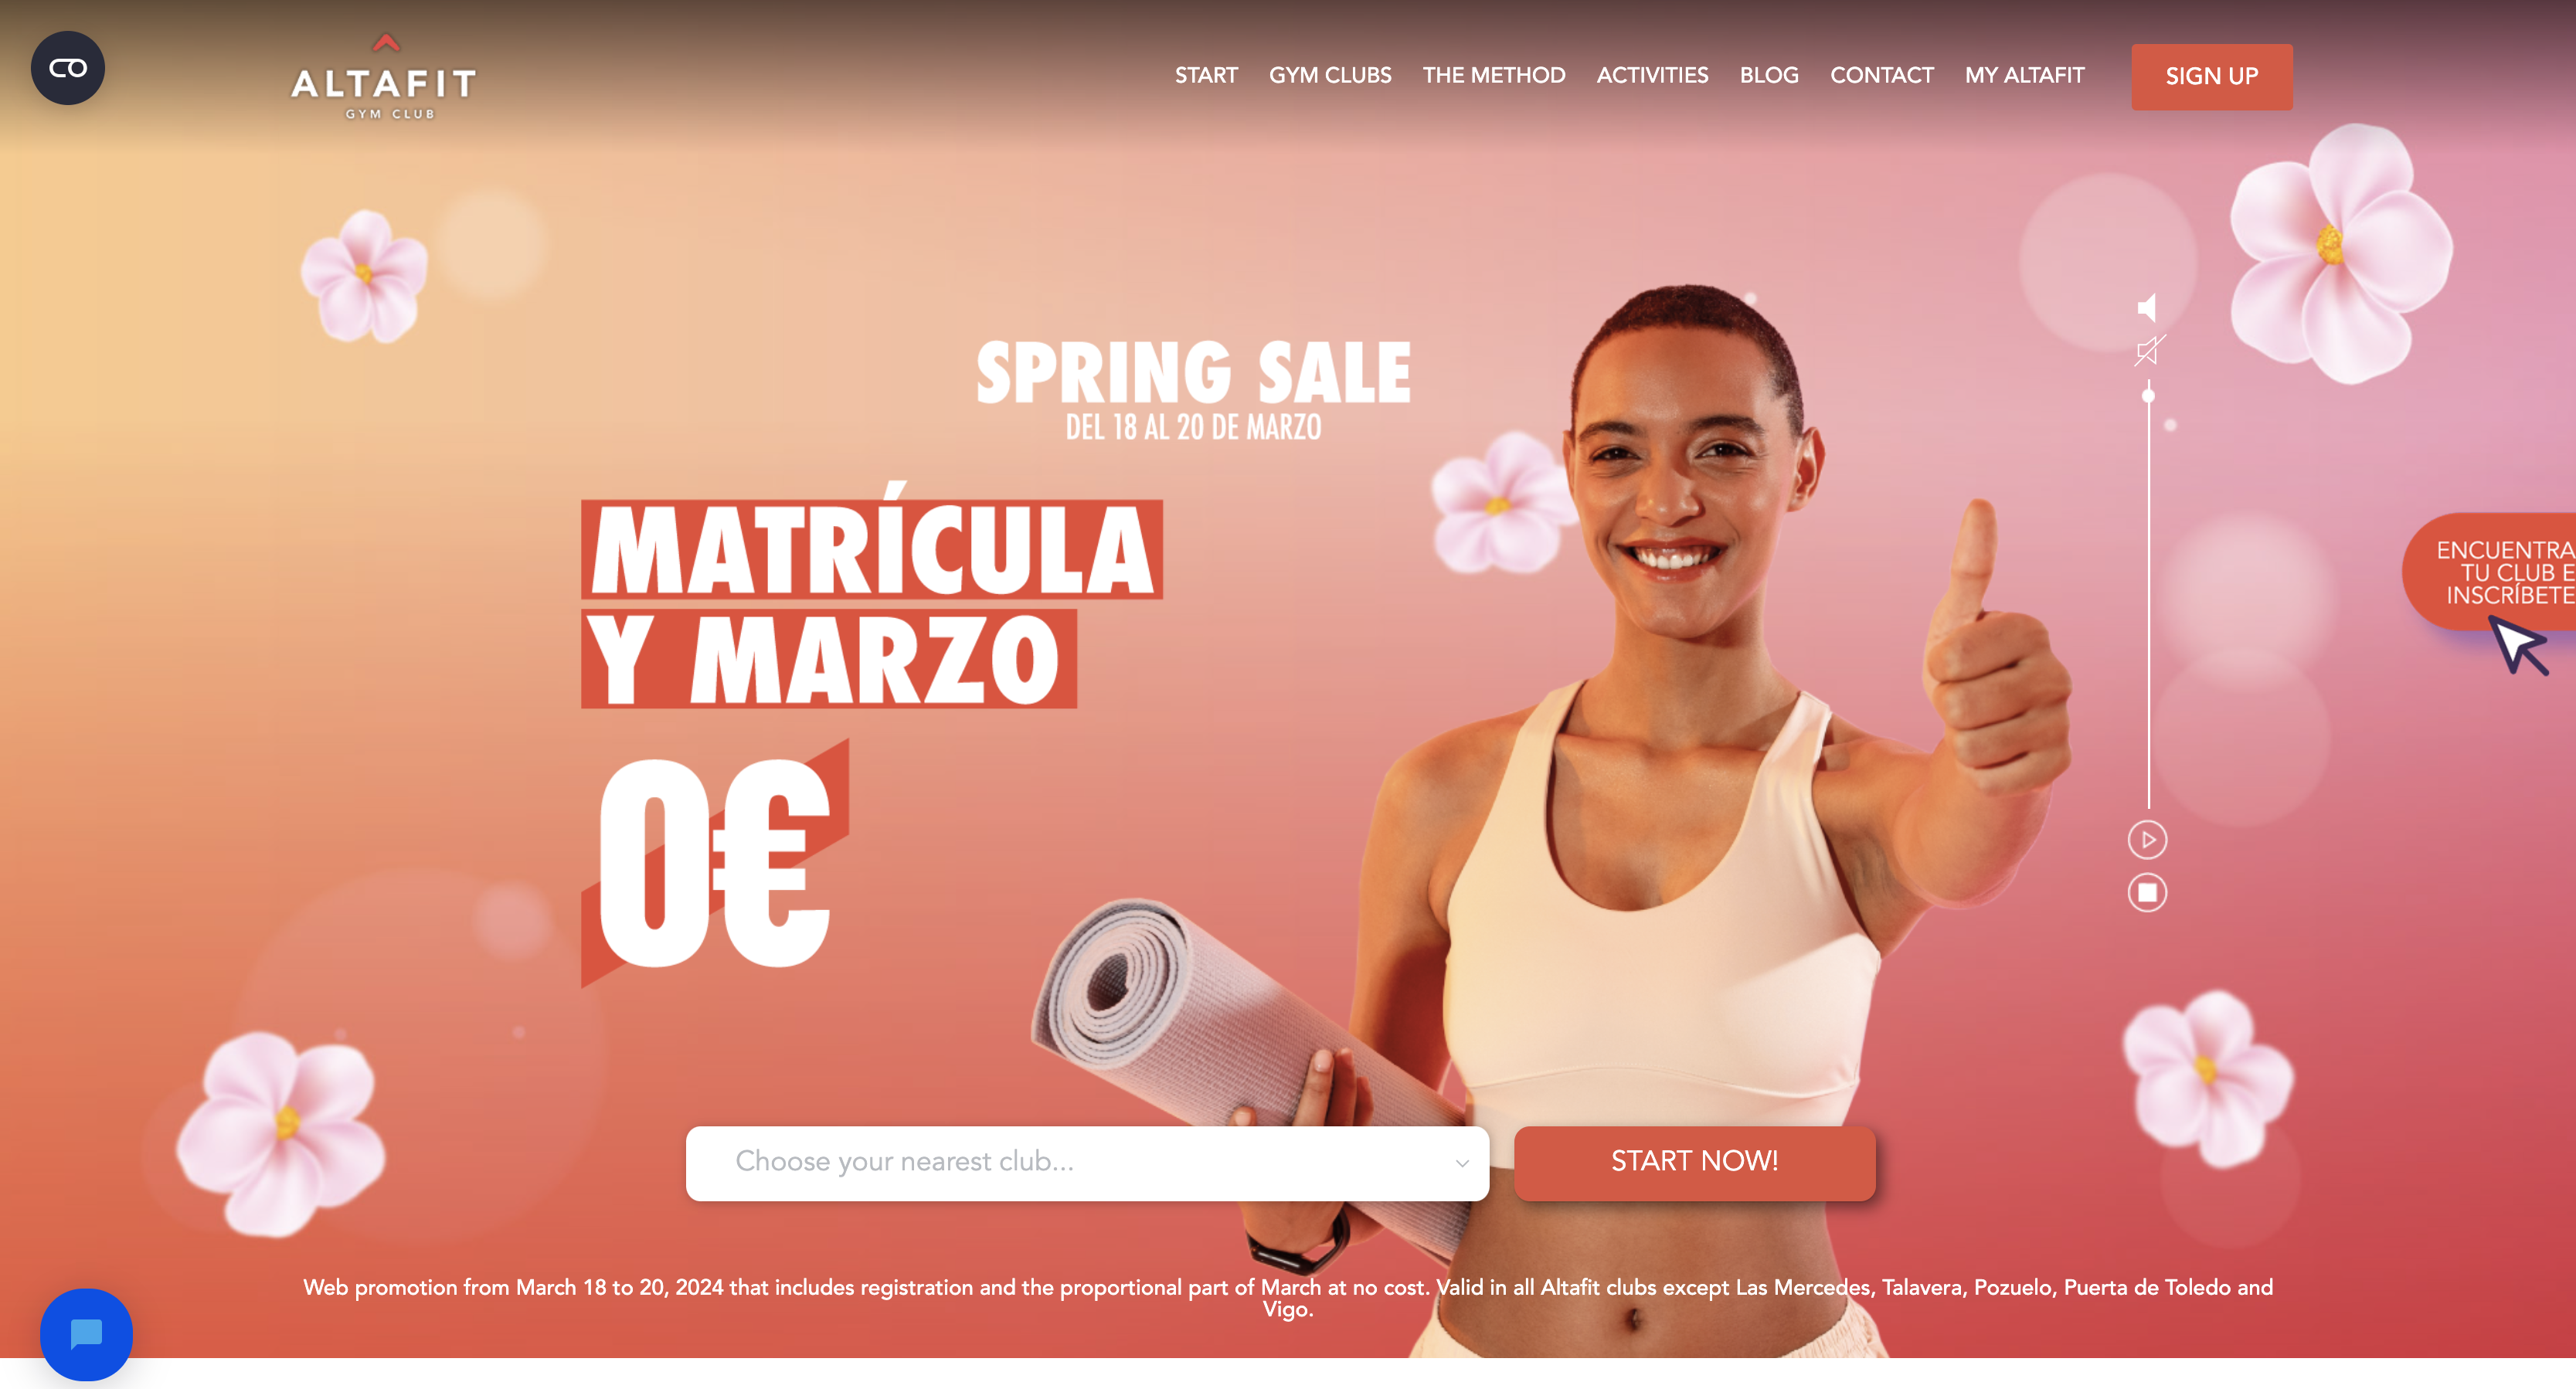 ALTAFIT
GYM CLUB
START GYM CLUBS THE METHOD ACTIVITIES BLOG CONTACT MY ALTAFIT SIGN UP
SPRING SALE
DEL 18 AL 20 DE MARZO
MATRÍCULA
Y MARZO
0€
ENCUENTRA
TU CLUB E
INSCRÍBETE
Choose your nearest club...
START NOW!
Web promotion from March 18 to 20, 2024 that includes registration and the proportional part of March at no cost. Valid in all Altafit clubs except Las Mercedes, Talavera, Pozuelo, Puerta de Toledo and
Vigo.